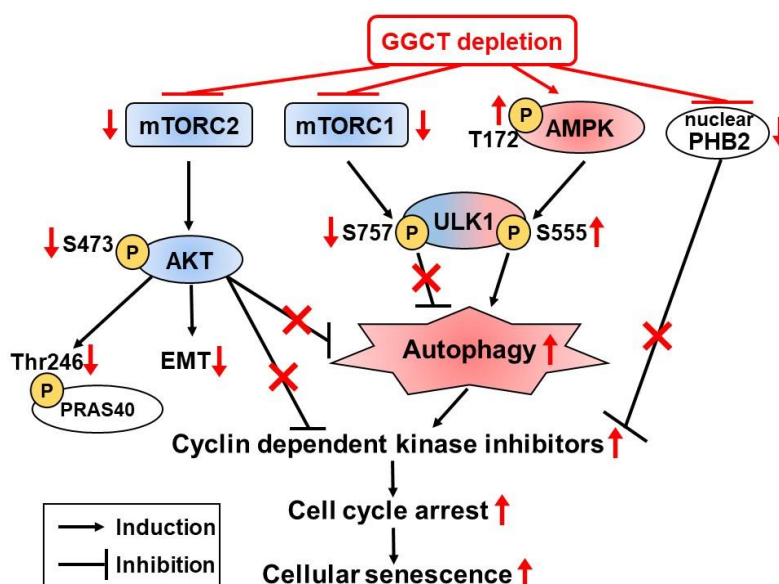 GGCT depletion
mTORC2
mTORC1
P
T172
AMPK
nuclear
PHB2
S473
P
AKT
S757
P
ULK1
P
S555
Thr246
P
PRAS40
EMT
Autophagy
Cyclin dependent kinase inhibitors
Cell cycle arrest
Cellular senescence
Induction
Inhibition